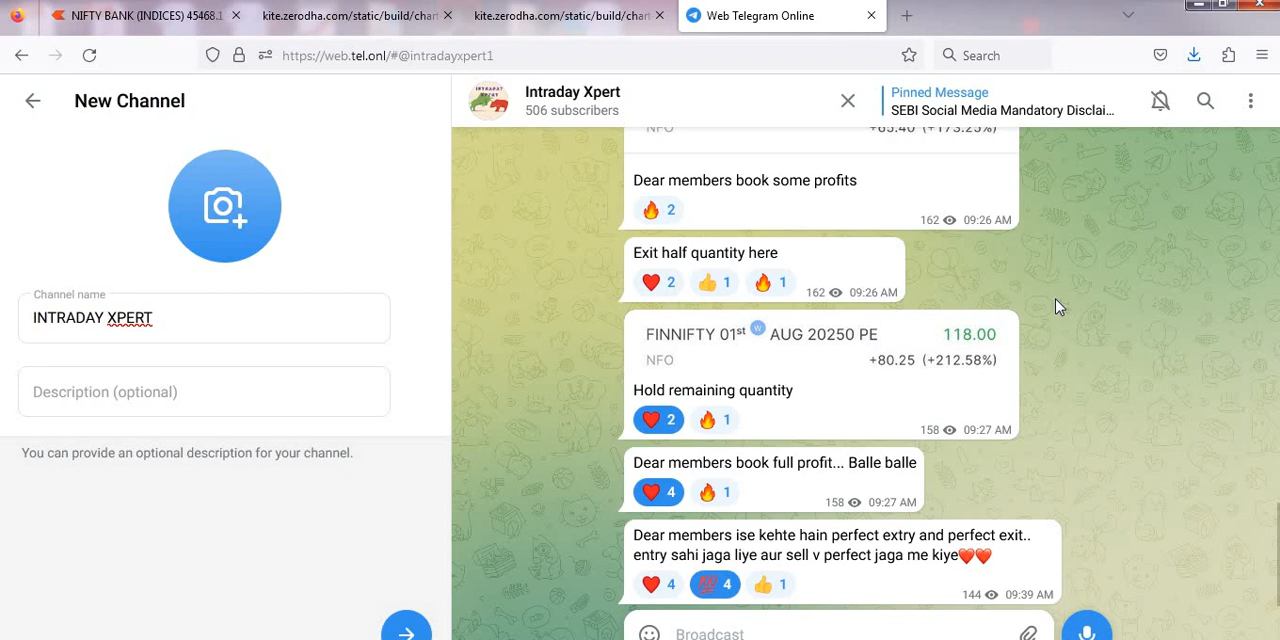 NIFTY BANK (INDICES) 45468.1
kite.zerodha.com/static/build/char
kite.zerodha.com/static/build/char
Web Telegram Online
https://web.tel.onl/#@intradayxpert1
Search
New Channel
Channel name
INTRADAY XPERT
Description (optional)
You can provide an optional description for your channel.
Intraday Xpert
506 subscribers
Pinned Message
SEBI Social Media Mandatory Disclai...
NFO
+65.40 (+173.25%)
Dear members book some profits
🔥 2
162 09:26 AM
Exit half quantity here
❤️ 2 👍 1 🔥 1
162 09:26 AM
FINNIFTY 01st W AUG 20250 PE 118.00
NFO +80.25 (+212.58%)
Hold remaining quantity
❤️ 2 🔥 1
158 09:27 AM
Dear members book full profit... Balle balle
❤️ 4 🔥 1
158 09:27 AM
Dear members ise kehte hain perfect extry and perfect exit..
entry sahi jaga liye aur sell v perfect jaga me kiye❤️❤️
❤️ 4 💯 4 👍 1
144 09:39 AM
Broadcast